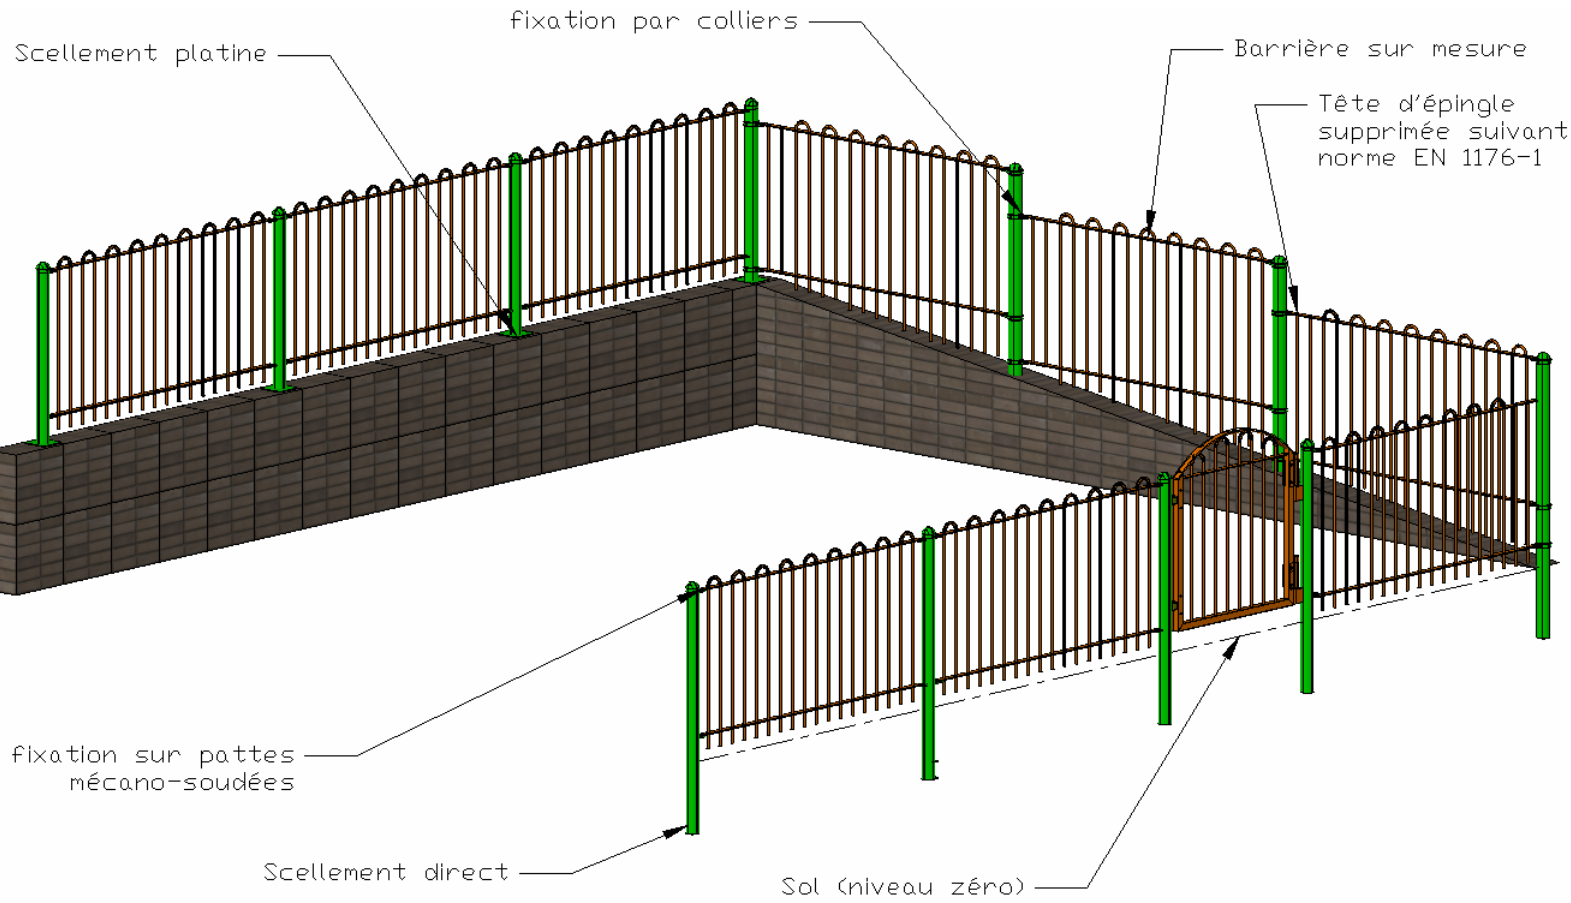 fixation par colliers
Scellement platine
Barrière sur mesure
Tête d'épingle
supprimée suivant
norme EN 1176-1
fixation sur pattes
mécano-soudées
Scellement direct
Sol (niveau zéro)